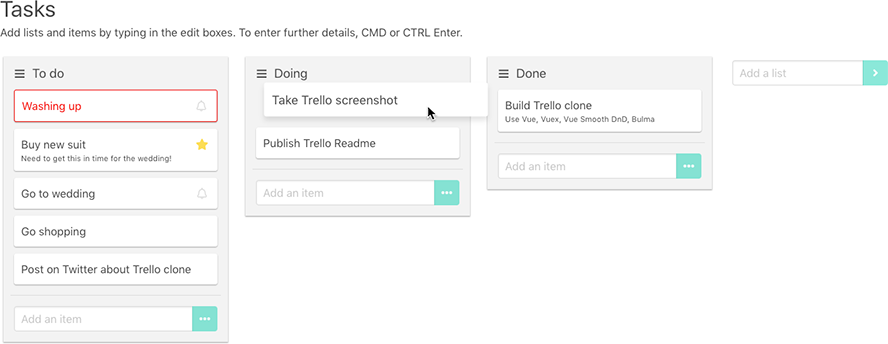 Tasks
Add lists and items by typing in the edit boxes. To enter further details, CMD or CTRL Enter.
To do
Washing up
Buy new suit
Need to get this in time for the wedding!
Go to wedding
Go shopping
Post on Twitter about Trello clone
Add an item
Doing
Take Trello screenshot
Publish Trello Readme
Add an item
Done
Build Trello clone
Use Vue, Vuex, Vue Smooth DnD, Bulma
Add an item
Add a list